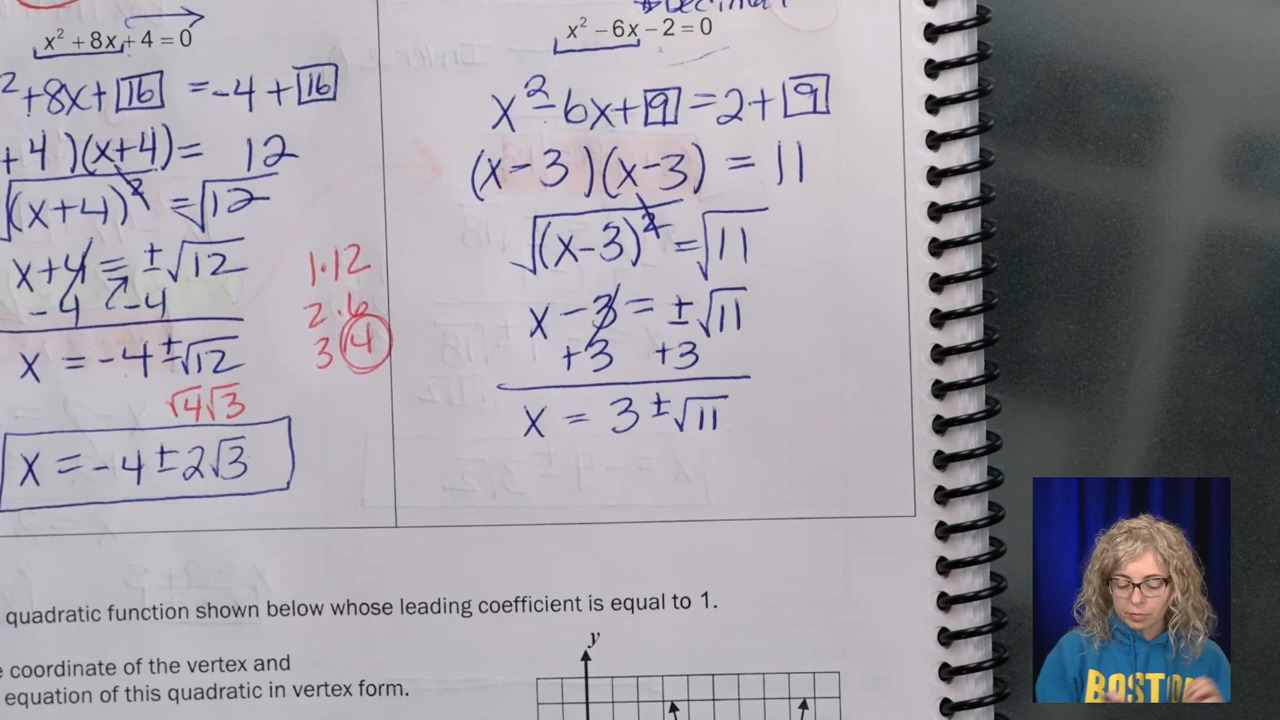 x² + 8x + 4 = 0
² + 8x + 16 = -4 + 16
+ 4)(x+4) = 12
√(x+4)² = √12
x + 4 = ± √12
- 4 - 4
x = -4 ± √12
√4√3
x = -4 ± 2√3
1·12
2·6
3 4
x² - 6x - 2 = 0
x² - 6x + 9 = 2 + 9
(x-3)(x-3) = 11
√(x-3)² = √11
x - 3 = ± √11
+3 +3
x = 3 ± √11
quadratic function shown below whose leading coefficient is equal to 1.
coordinate of the vertex and
equation of this quadratic in vertex form.
y